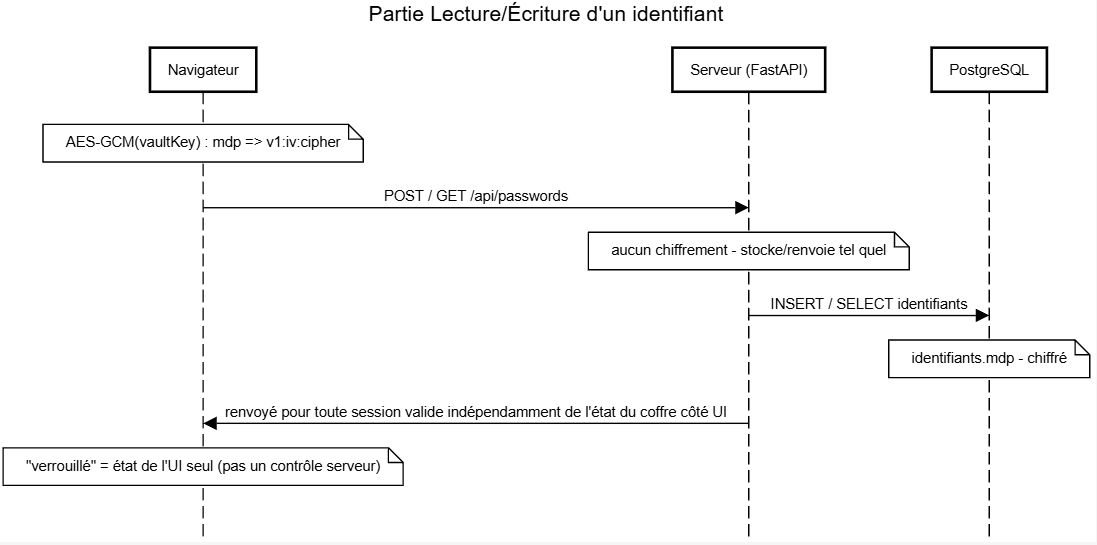 Partie Lecture/Écriture d'un identifiant
Navigateur
Serveur (FastAPI)
PostgreSQL
AES-GCM(vaultKey) : mdp => v1:iv:cipher
POST / GET /api/passwords
aucun chiffrement - stocke/renvoie tel quel
INSERT / SELECT identifiants
identifiants.mdp - chiffré
renvoyé pour toute session valide indépendamment de l'état du coffre côté UI
"verrouillé" = état de l'UI seul (pas un contrôle serveur)